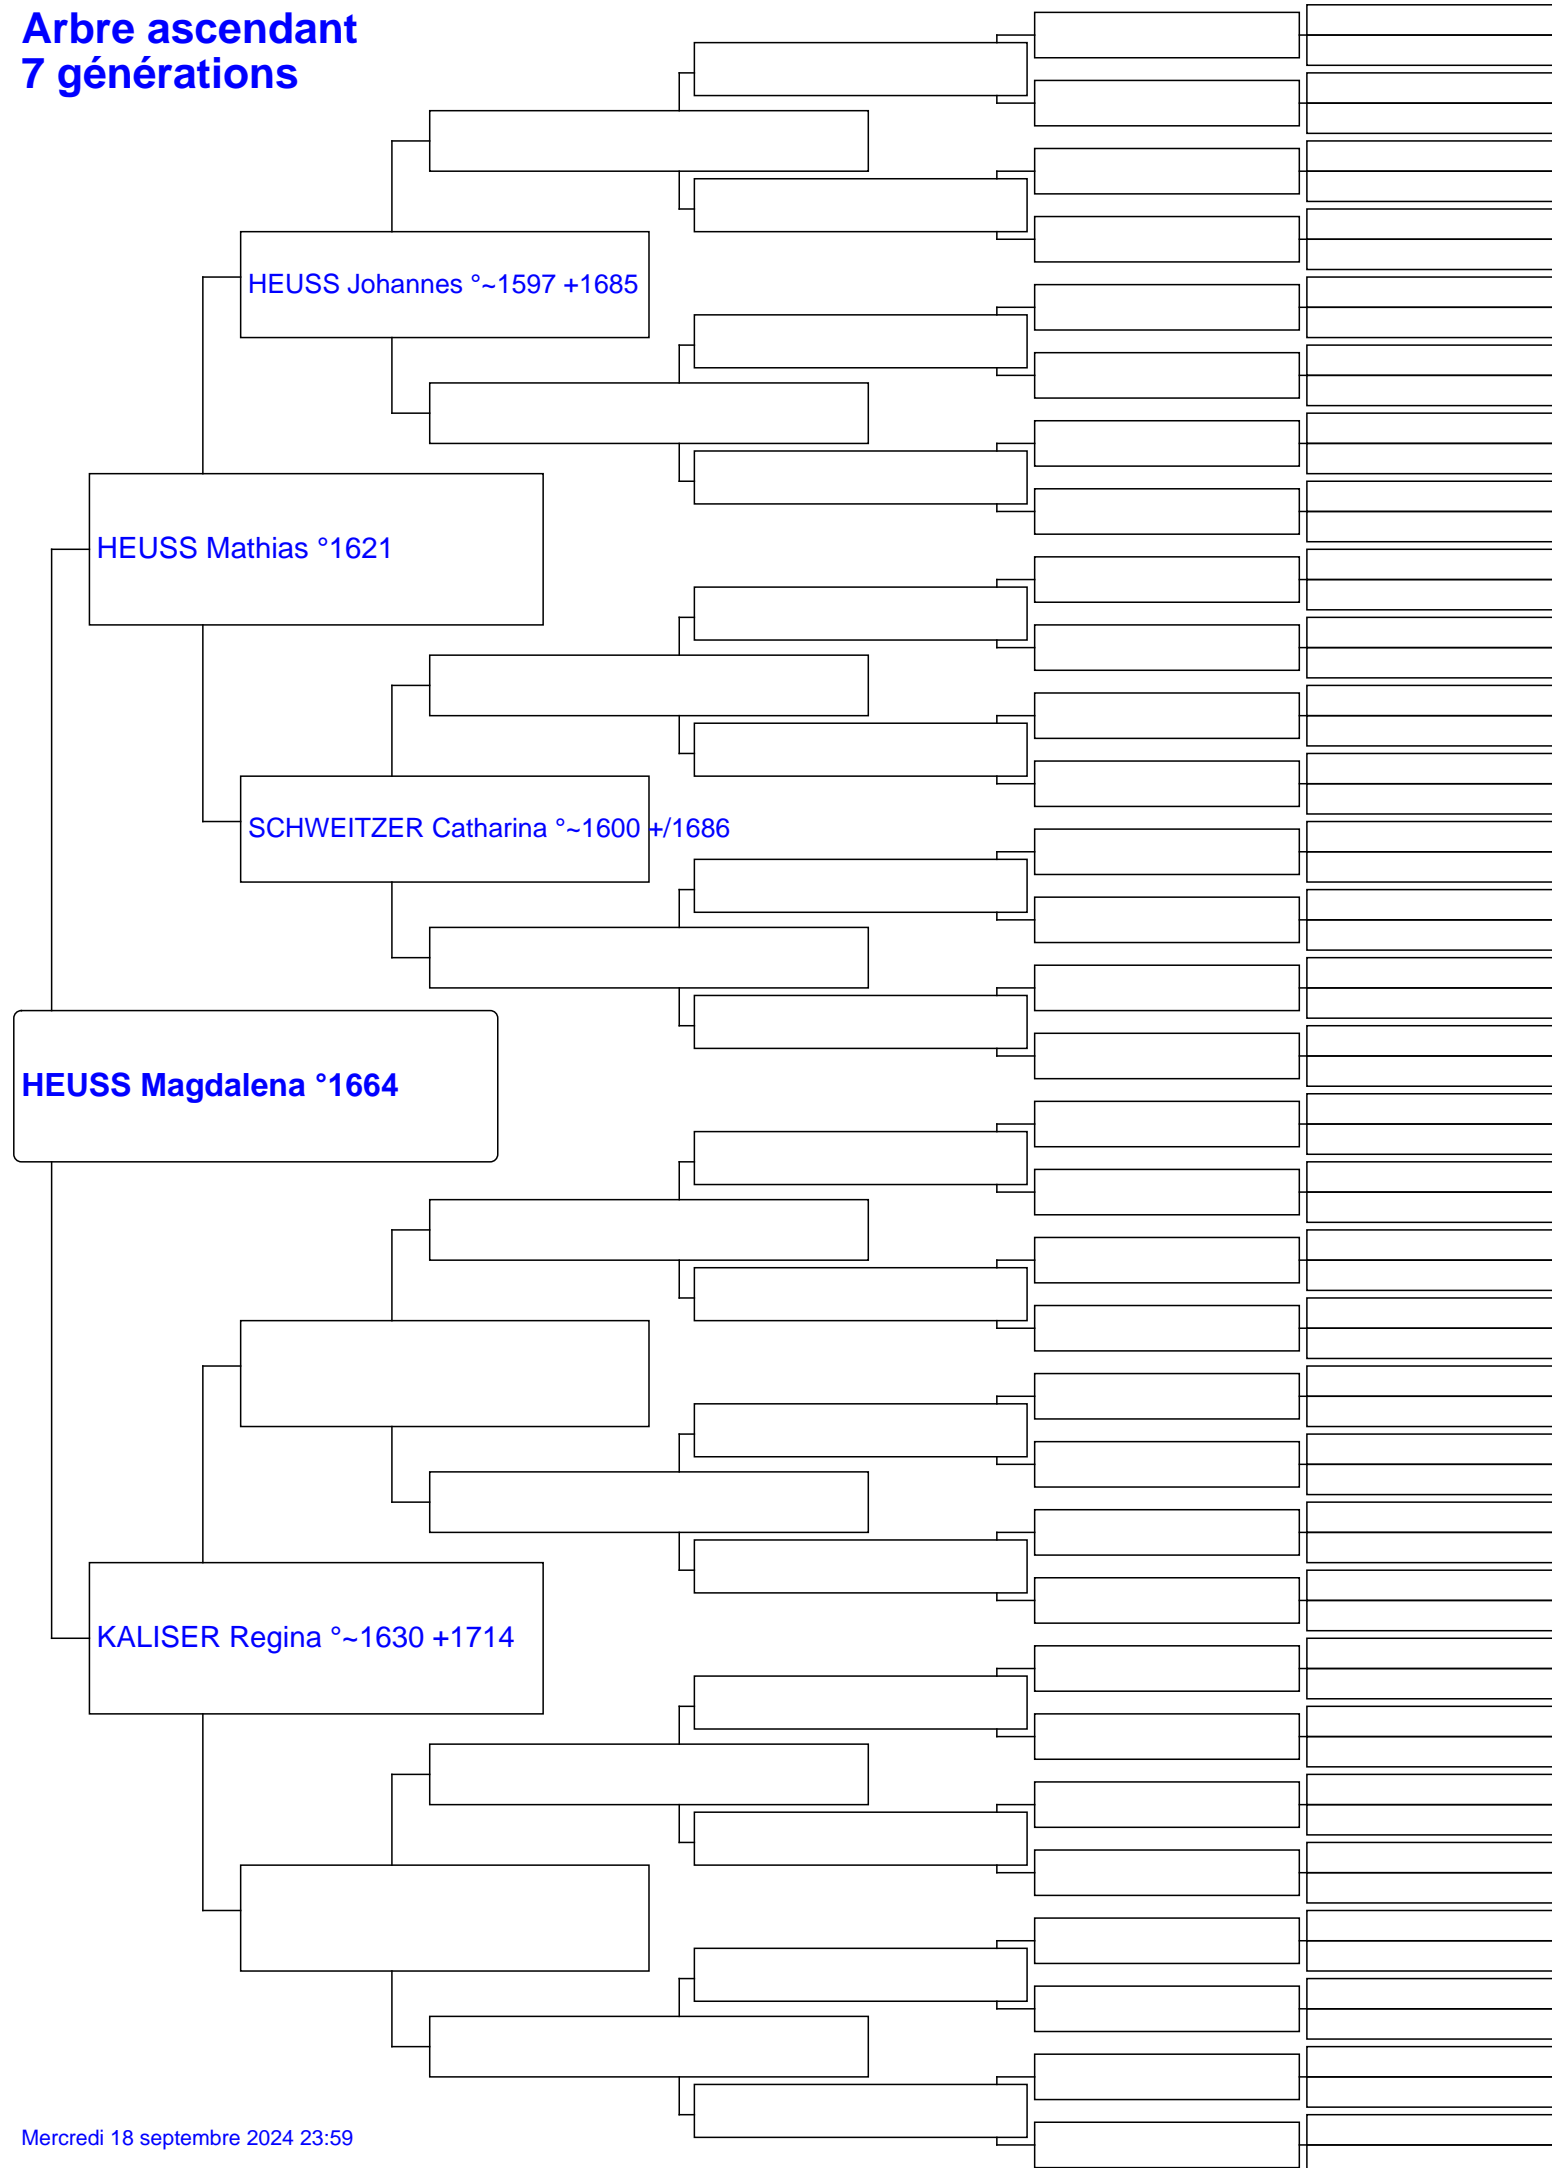 Arbre ascendant
7 générations
HEUSS Johannes °~1597 +1685
HEUSS Mathias °1621
SCHWEITZER Catharina °~1600 +/1686
HEUSS Magdalena °1664
KALISER Regina °~1630 +1714
Mercredi 18 septembre 2024 23:59